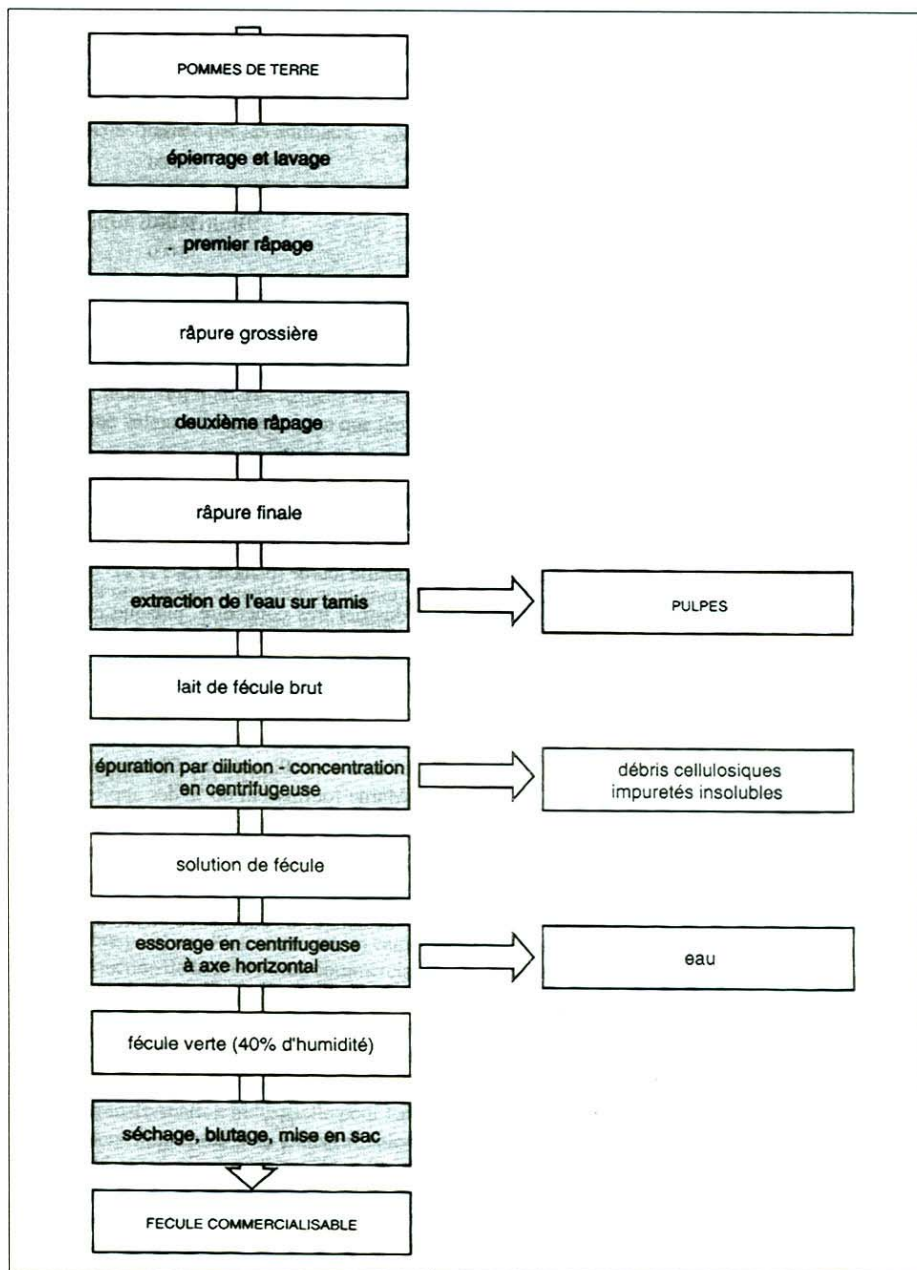 POMMES DE TERRE
épierrage et lavage
. premier râpage
râpure grossière
deuxième râpage
râpure finale
extraction de l'eau sur tamis
PULPES
lait de fécule brut
épuration par dilution - concentration
en centrifugeuse
débris cellulosiques
impuretés insolubles
solution de fécule
essorage en centrifugeuse
à axe horizontal
eau
fécule verte (40% d'humidité)
séchage, blutage, mise en sac
FECULE COMMERCIALISABLE